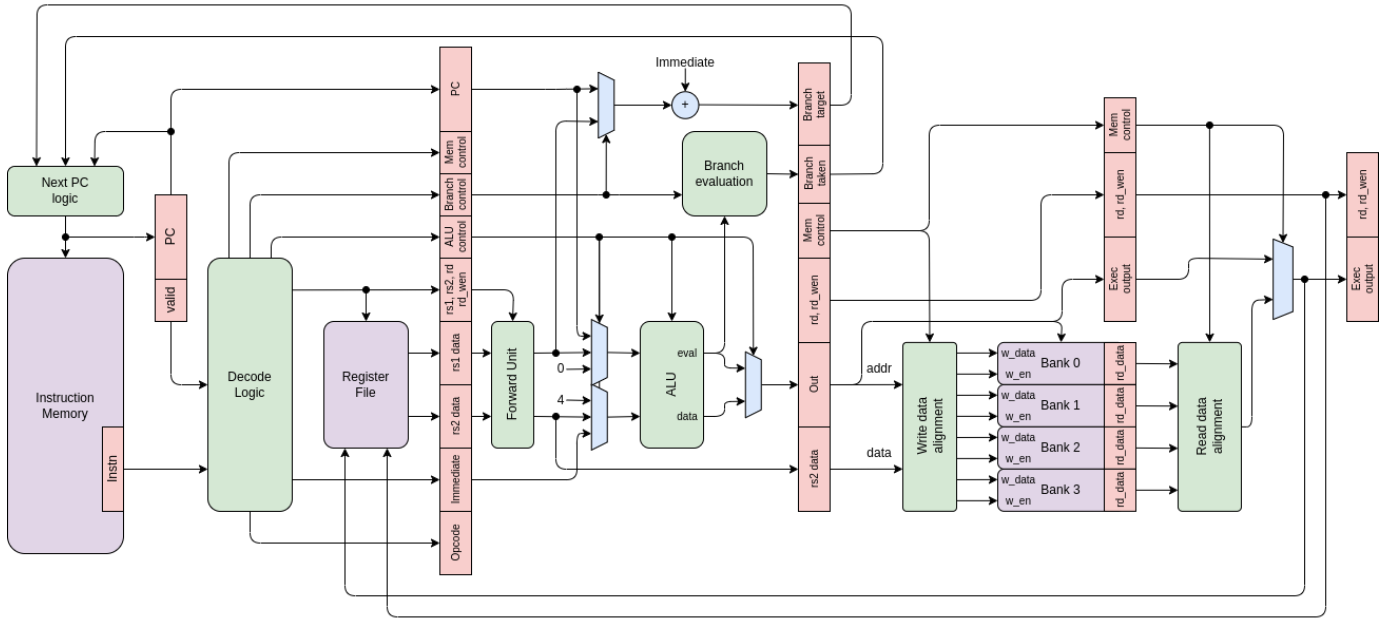 Next PC
logic
Instruction
Memory
Instn
PC
valid
Decode
Logic
Register
File
PC
Mem
control
Branch
control
ALU
control
rs1, rs2, rd
rd_wen
rs1 data
rs2 data
Immediate
Opcode
Forward Unit
0
4
Immediate
+
Branch
evaluation
ALU
eval
data
Branch
target
Branch
taken
Mem
control
rd, rd_wen
Out
rs2 data
addr
data
Write data
alignment
w_data
w_en
Bank 0
rd_data
w_data
w_en
Bank 1
rd_data
w_data
w_en
Bank 2
rd_data
w_data
w_en
Bank 3
rd_data
Mem
control
rd, rd_wen
Exec
output
Read data
alignment
rd, rd_wen
Exec
output